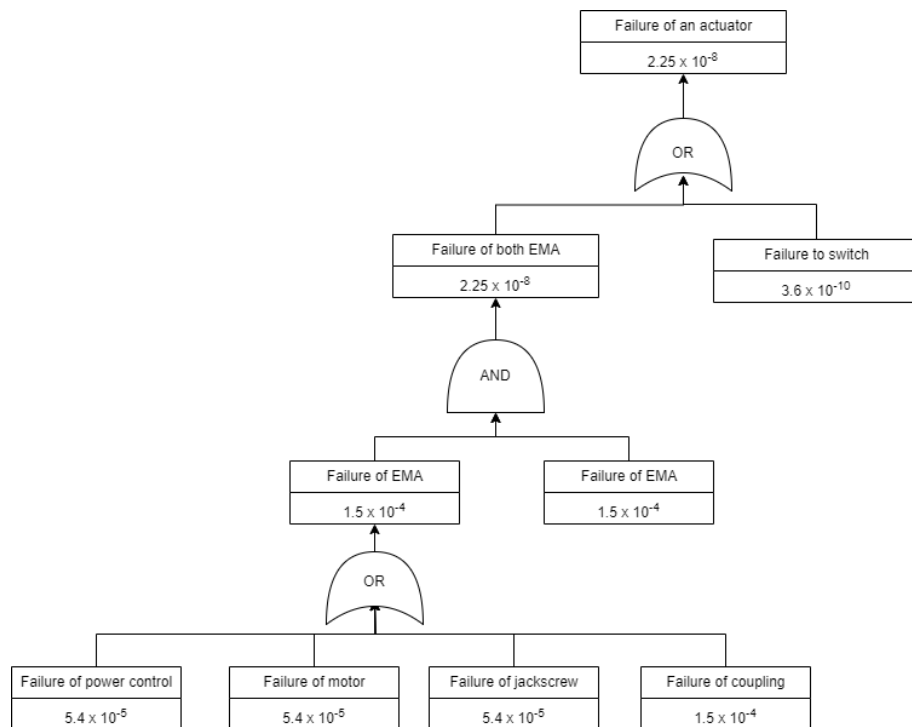 Failure of an actuator
2.25 x 10⁻⁸
OR
Failure of both EMA
2.25 x 10⁻⁸
Failure to switch
3.6 x 10⁻¹⁰
AND
Failure of EMA
1.5 x 10⁻⁴
Failure of EMA
1.5 x 10⁻⁴
OR
Failure of power control
5.4 x 10⁻⁵
Failure of motor
5.4 x 10⁻⁵
Failure of jackscrew
5.4 x 10⁻⁵
Failure of coupling
1.5 x 10⁻⁴